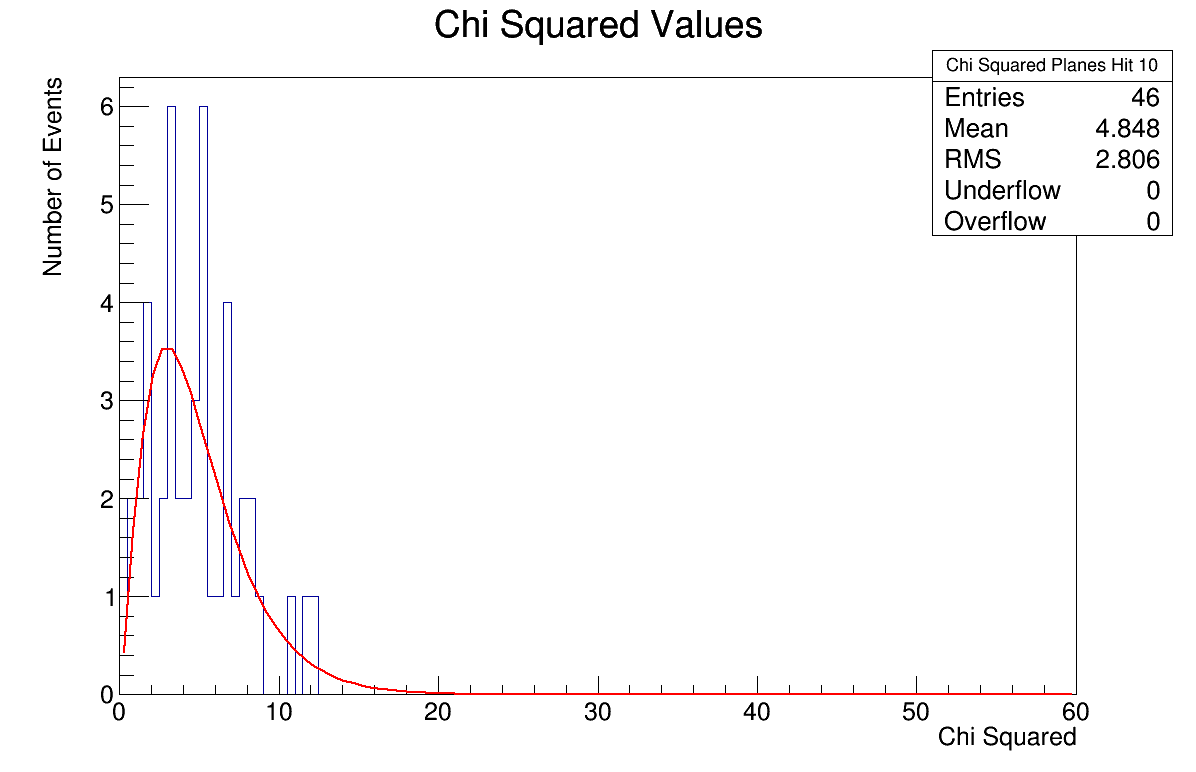 Chi Squared Values
Chi Squared Planes Hit 10
Entries 46
Mean 4.848
RMS 2.806
Underflow 0
Overflow 0
Number of Events
6
5
4
3
2
1
0
0 10 20 30 40 50 60
Chi Squared